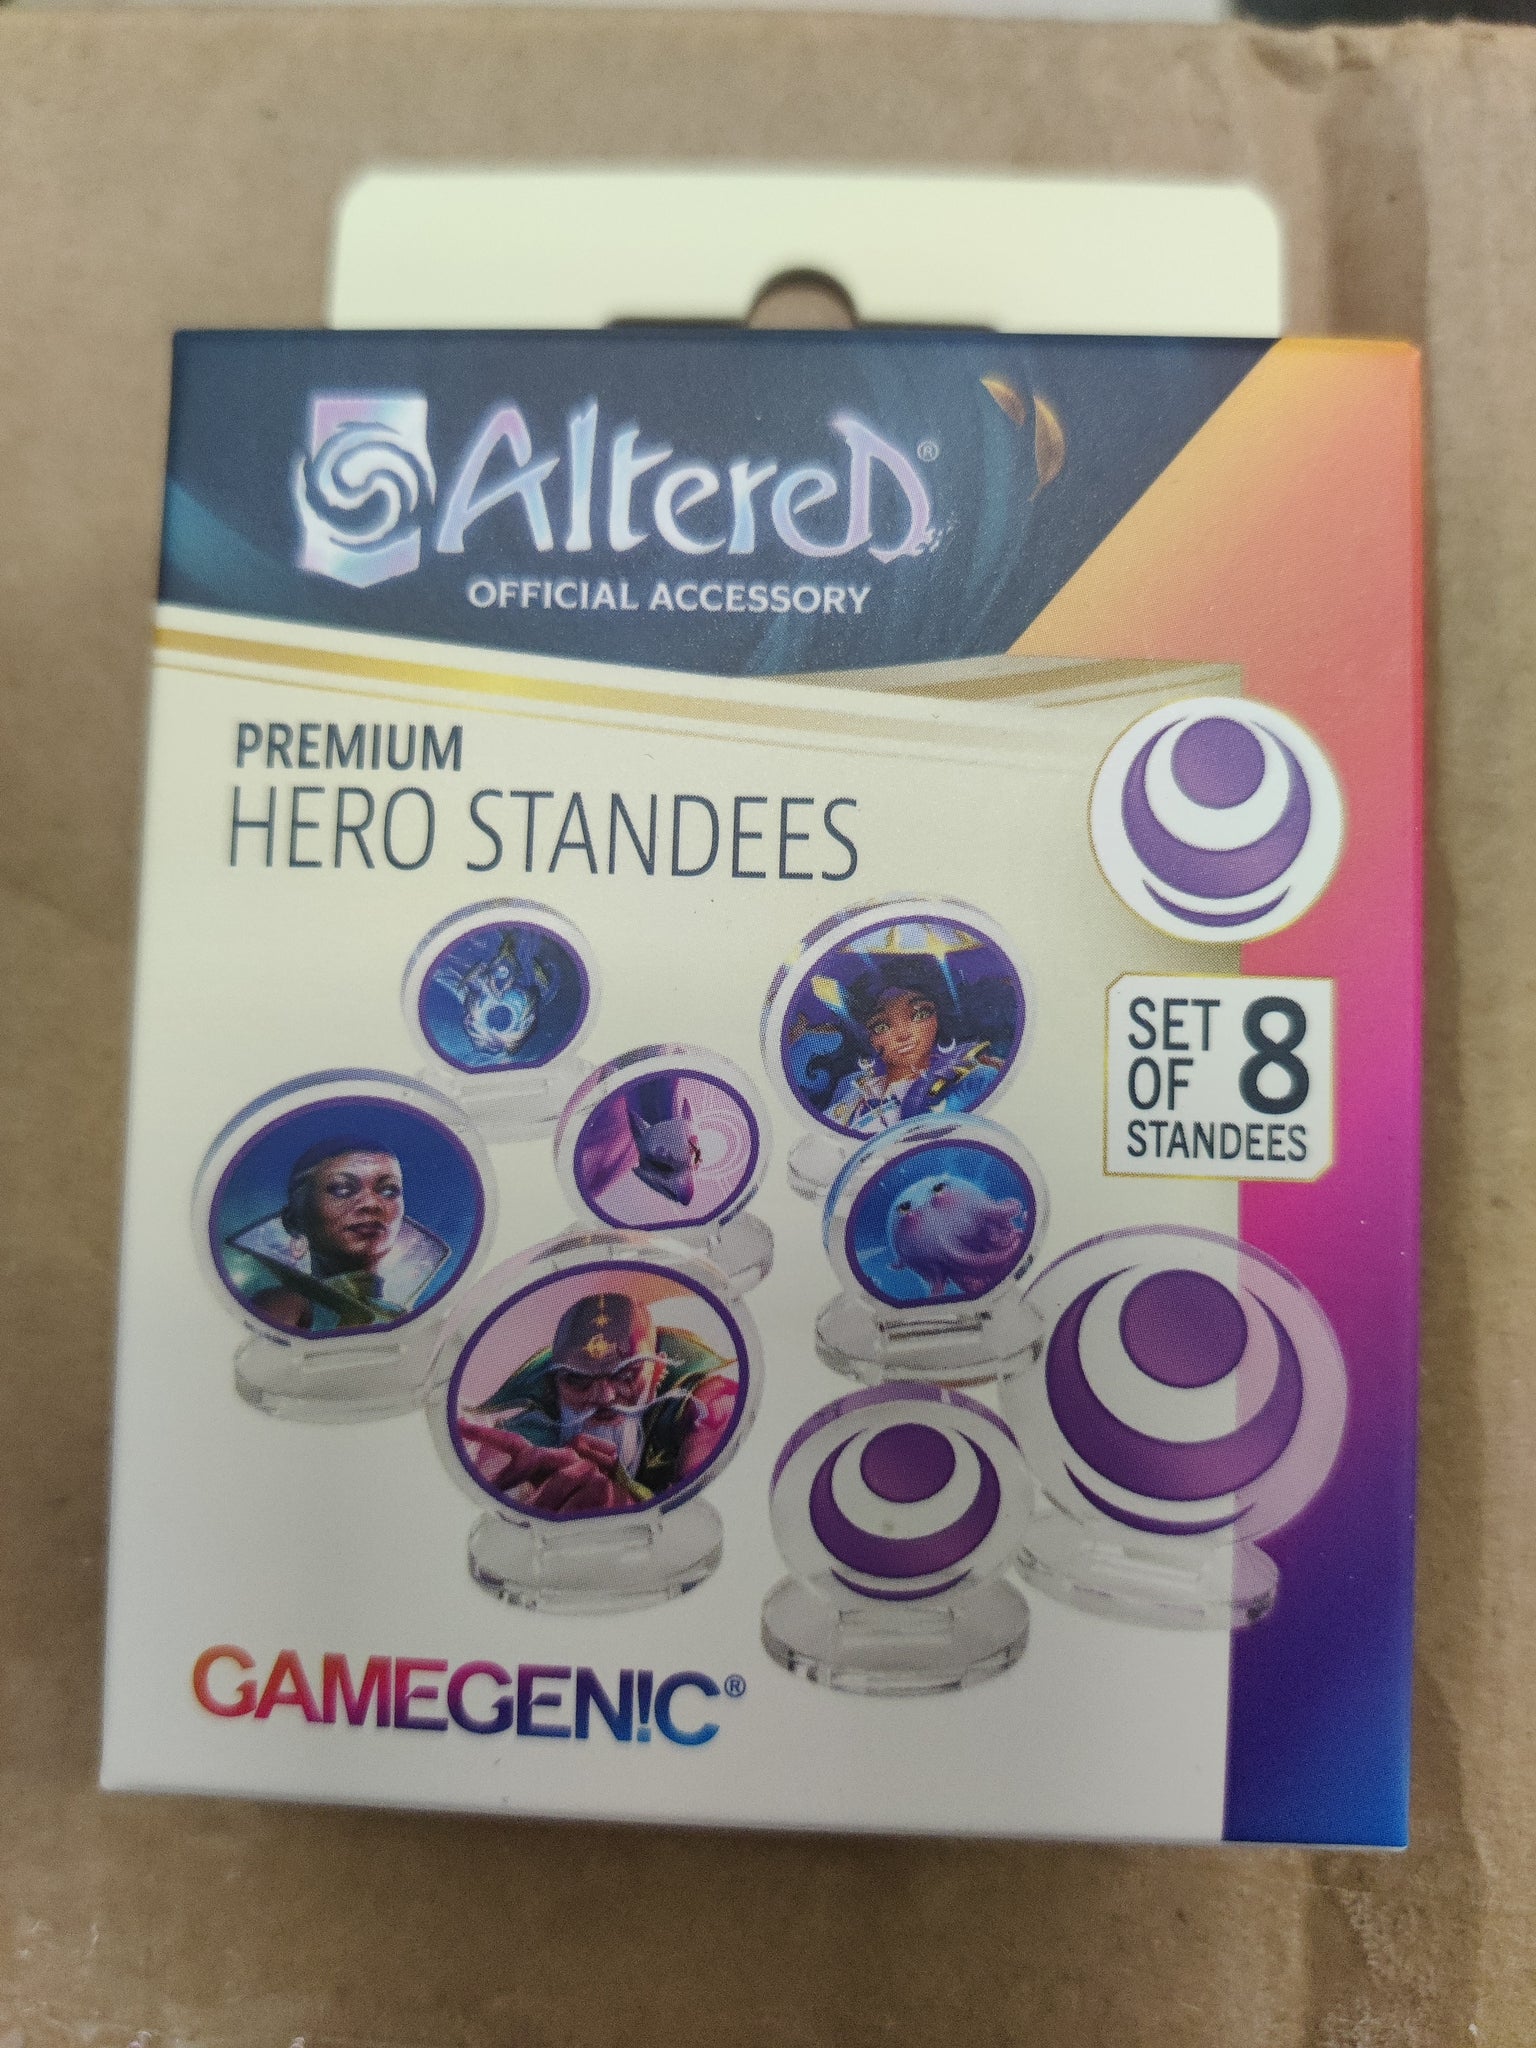 Altered®
OFFICIAL ACCESSORY
PREMIUM
HERO STANDEES
SET
OF 8
STANDEES
GAMEGEN!C®